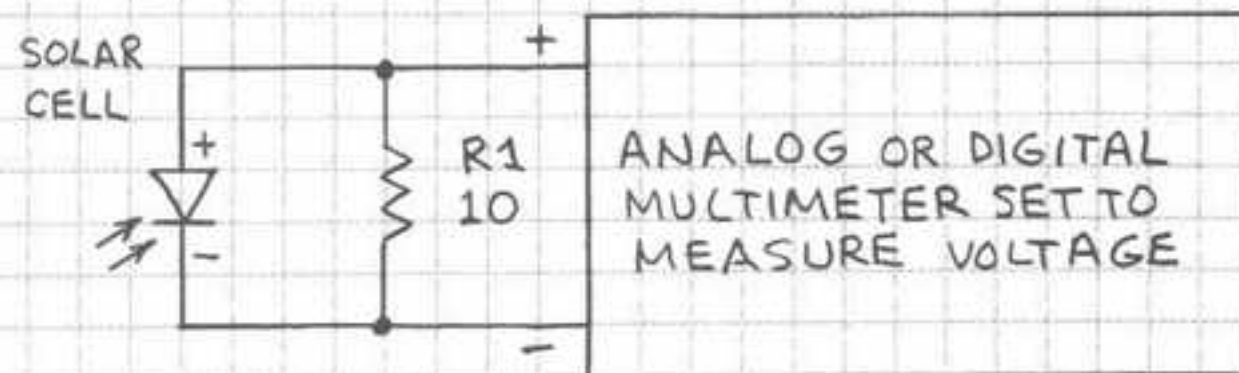 SOLAR
CELL
+
-
R1
10
+
-
ANALOG OR DIGITAL
MULTIMETER SET TO
MEASURE VOLTAGE